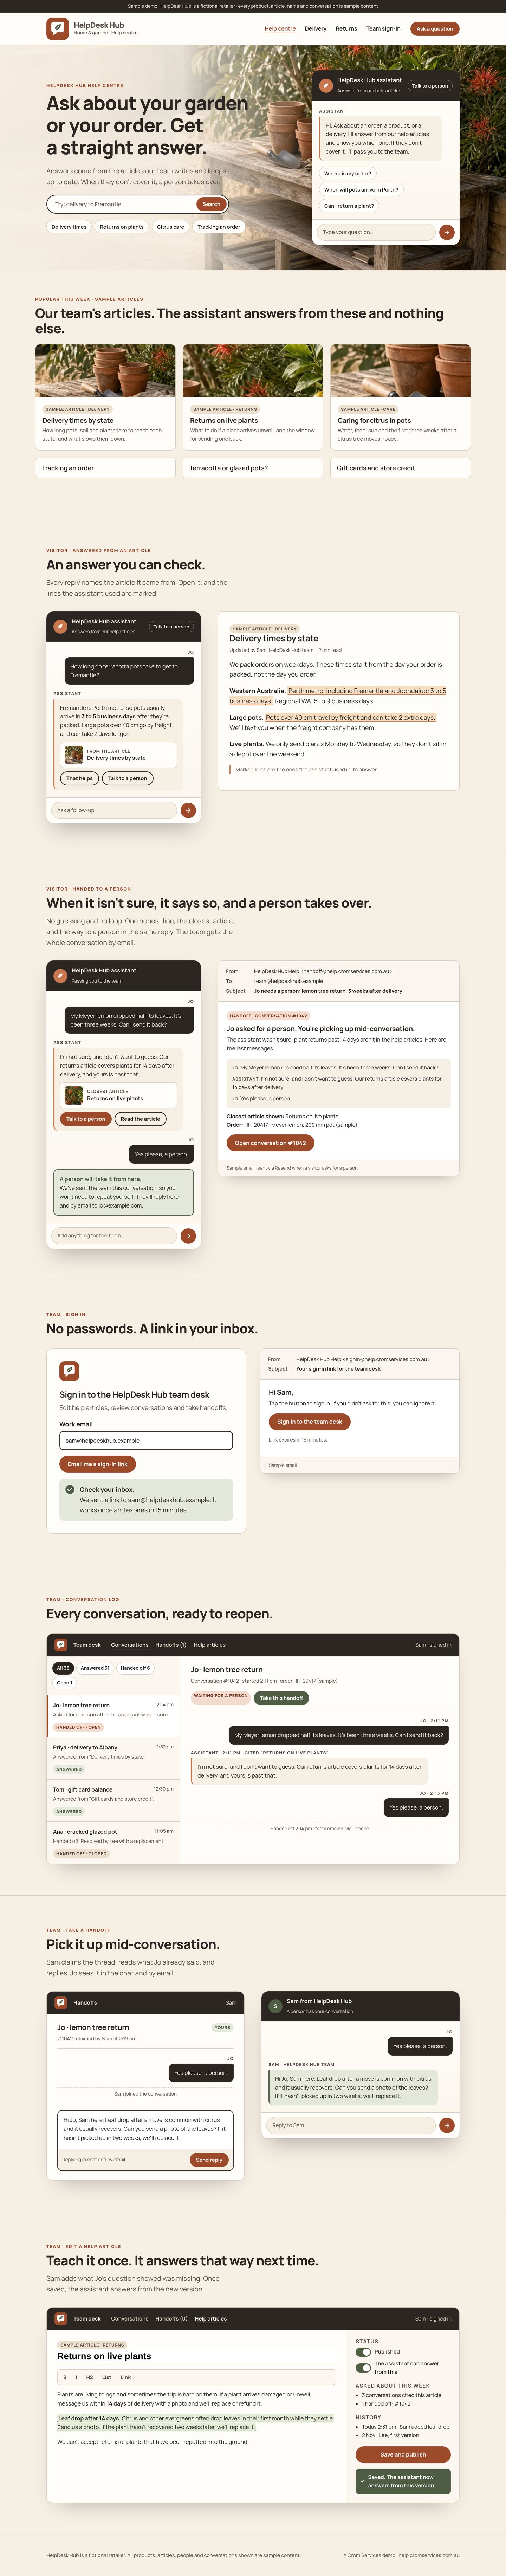 Sample demo · HelpDesk Hub is a fictional retailer · every product, article, name and conversation is sample content
HelpDesk Hub
Home & garden · Help centre
Help centre
Delivery
Returns
Team sign-in
Ask a question
HELPDESK HUB HELP CENTRE
Ask about your garden
or your order. Get
a straight answer.
Answers come from the articles our team writes and keeps
up to date. When they don't cover it, a person takes over.
Try: delivery to Fremantle
Search
Delivery times
Returns on plants
Citrus care
Tracking an order
HelpDesk Hub assistant
Answers from our help articles
Talk to a person
ASSISTANT
Hi. Ask about an order, a product, or a
delivery. I'll answer from our help articles
and show you which one. If they don't
cover it, I'll pass you to the team.
Where is my order?
When will pots arrive in Perth?
Can I return a plant?
Type your question…
POPULAR THIS WEEK · SAMPLE ARTICLES
Our team's articles. The assistant answers from these and nothing
else.
SAMPLE ARTICLE · DELIVERY
Delivery times by state
How long pots, soil and plants take to reach each
state, and what slows them down.
SAMPLE ARTICLE · RETURNS
Returns on live plants
What to do if a plant arrives unwell, and the window
for sending one back.
SAMPLE ARTICLE · CARE
Caring for citrus in pots
Water, feed, sun and the first three weeks after a
citrus tree moves house.
Tracking an order
Terracotta or glazed pots?
Gift cards and store credit
VISITOR · ANSWERED FROM AN ARTICLE
An answer you can check.
Every reply names the article it came from. Open it, and the
lines the assistant used are marked.
HelpDesk Hub assistant
Answers from our help articles
Talk to a person
JO
How long do terracotta pots take to get to
Fremantle?
ASSISTANT
Fremantle is Perth metro, so pots usually
arrive in 3 to 5 business days after they're
packed. Large pots over 40 cm go by freight
and can take 2 days longer.
FROM THE ARTICLE
Delivery times by state
That helps
Talk to a person
Ask a follow-up…
SAMPLE ARTICLE · DELIVERY
Delivery times by state
Updated by Sam, HelpDesk Hub team · 2 min read
We pack orders on weekdays. These times start from the day your order is
packed, not the day you order.
Western Australia. Perth metro, including Fremantle and Joondalup: 3 to 5
business days. Regional WA: 5 to 9 business days.
Large pots. Pots over 40 cm travel by freight and can take 2 extra days.
We'll text you when the freight company has them.
Live plants. We only send plants Monday to Wednesday, so they don't sit in
a depot over the weekend.
Marked lines are the ones the assistant used in its answer.
VISITOR · HANDED TO A PERSON
When it isn't sure, it says so, and a person takes over.
No guessing and no loop. One honest line, the closest article,
and the way to a person in the same reply. The team gets the
whole conversation by email.
HelpDesk Hub assistant
Passing you to the team
JO
My Meyer lemon dropped half its leaves. It's
been three weeks. Can I send it back?
ASSISTANT
I'm not sure, and I don't want to guess. Our
returns article covers plants for 14 days after
delivery, and yours is past that.
CLOSEST ARTICLE
Returns on live plants
Talk to a person
Read the article
JO
Yes please, a person.
A person will take it from here.
We've sent the team this conversation, so you
won't need to repeat yourself. They'll reply here
and by email to jo@example.com.
Add anything for the team…
From HelpDesk Hub Help <handoff@help.cromservices.com.au>
To team@helpdeskhub.example
Subject Jo needs a person: lemon tree return, 3 weeks after delivery
HANDOFF · CONVERSATION #1042
Jo asked for a person. You're picking up mid-conversation.
The assistant wasn't sure: plant returns past 14 days aren't in the help articles. Here are
the last messages.
JO My Meyer lemon dropped half its leaves. It's been three weeks. Can I send it back?
ASSISTANT I'm not sure, and I don't want to guess. Our returns article covers plants for
14 days after delivery…
JO Yes please, a person.
Closest article shown: Returns on live plants
Order: HH-20417 · Meyer lemon, 200 mm pot (sample)
Open conversation #1042
Sample email · sent via Resend when a visitor asks for a person
TEAM · SIGN IN
No passwords. A link in your inbox.
Sign in to the HelpDesk Hub team desk
Edit help articles, review conversations and take handoffs.
Work email
sam@helpdeskhub.example
Email me a sign-in link
Check your inbox.
We sent a link to sam@helpdeskhub.example. It
works once and expires in 15 minutes.
From HelpDesk Hub Help <signin@help.cromservices.com.au>
Subject Your sign-in link for the team desk
Hi Sam,
Tap the button to sign in. If you didn't ask for this, you can ignore it.
Sign in to the team desk
Link expires in 15 minutes.
Sample email
TEAM · CONVERSATION LOG
Every conversation, ready to reopen.
Team desk
Conversations
Handoffs (1)
Help articles
Sam · signed in
All 38
Answered 31
Handed off 6
Open 1
Jo · lemon tree return 2:14 pm
Asked for a person after the assistant wasn't sure.
HANDED OFF · OPEN
Priya · delivery to Albany 1:52 pm
Answered from "Delivery times by state".
ANSWERED
Tom · gift card balance 12:30 pm
Answered from "Gift cards and store credit".
ANSWERED
Ana · cracked glazed pot 11:05 am
Handed off. Resolved by Lee with a replacement.
HANDED OFF · CLOSED
Jo · lemon tree return
Conversation #1042 · started 2:11 pm · order HH-20417 (sample)
WAITING FOR A PERSON
Take this handoff
JO · 2:11 PM
My Meyer lemon dropped half its leaves. It's been three weeks. Can I send it back?
ASSISTANT · 2:11 PM · CITED "RETURNS ON LIVE PLANTS"
I'm not sure, and I don't want to guess. Our returns article covers plants for 14 days after
delivery, and yours is past that.
JO · 2:13 PM
Yes please, a person.
Handed off 2:14 pm · team emailed via Resend
TEAM · TAKE A HANDOFF
Pick it up mid-conversation.
Sam claims the thread, reads what Jo already said, and
replies. Jo sees it in the chat and by email.
Handoffs
Sam
Jo · lemon tree return
YOURS
#1042 · claimed by Sam at 2:19 pm
JO
Yes please, a person.
Sam joined the conversation
Hi Jo, Sam here. Leaf drop after a move is common with citrus
and it usually recovers. Can you send a photo of the leaves? If it
hasn't picked up in two weeks, we'll replace it.
Replying in chat and by email
Send reply
S
Sam from HelpDesk Hub
A person has your conversation
JO
Yes please, a person.
SAM · HELPDESK HUB TEAM
Hi Jo, Sam here. Leaf drop after a move is common with citrus
and it usually recovers. Can you send a photo of the leaves?
If it hasn't picked up in two weeks, we'll replace it.
Reply to Sam…
TEAM · EDIT A HELP ARTICLE
Teach it once. It answers that way next time.
Sam adds what Jo's question showed was missing. Once
saved, the assistant answers from the new version.
Team desk
Conversations
Handoffs (0)
Help articles
Sam · signed in
SAMPLE ARTICLE · RETURNS
Returns on live plants
B
I
H2
List
Link
Plants are living things and sometimes the trip is hard on them. If a plant arrives damaged or unwell,
message us within 14 days of delivery with a photo. We'll replace it or refund it.
Leaf drop after 14 days. Citrus and other evergreens often drop leaves in their first month while they settle.
Send us a photo. If the plant hasn't recovered two weeks later, we'll replace it.
We can't accept returns of plants that have been repotted into the ground.
STATUS
Published
The assistant can answer
from this
ASKED ABOUT THIS WEEK
• 3 conversations cited this article
• 1 handed off: #1042
HISTORY
• Today 2:31 pm · Sam added leaf drop
• 2 Nov · Lee, first version
Save and publish
Saved. The assistant now
answers from this version.
HelpDesk Hub is a fictional retailer. All products, articles, people and conversations shown are sample content.
A Crom Services demo · help.cromservices.com.au